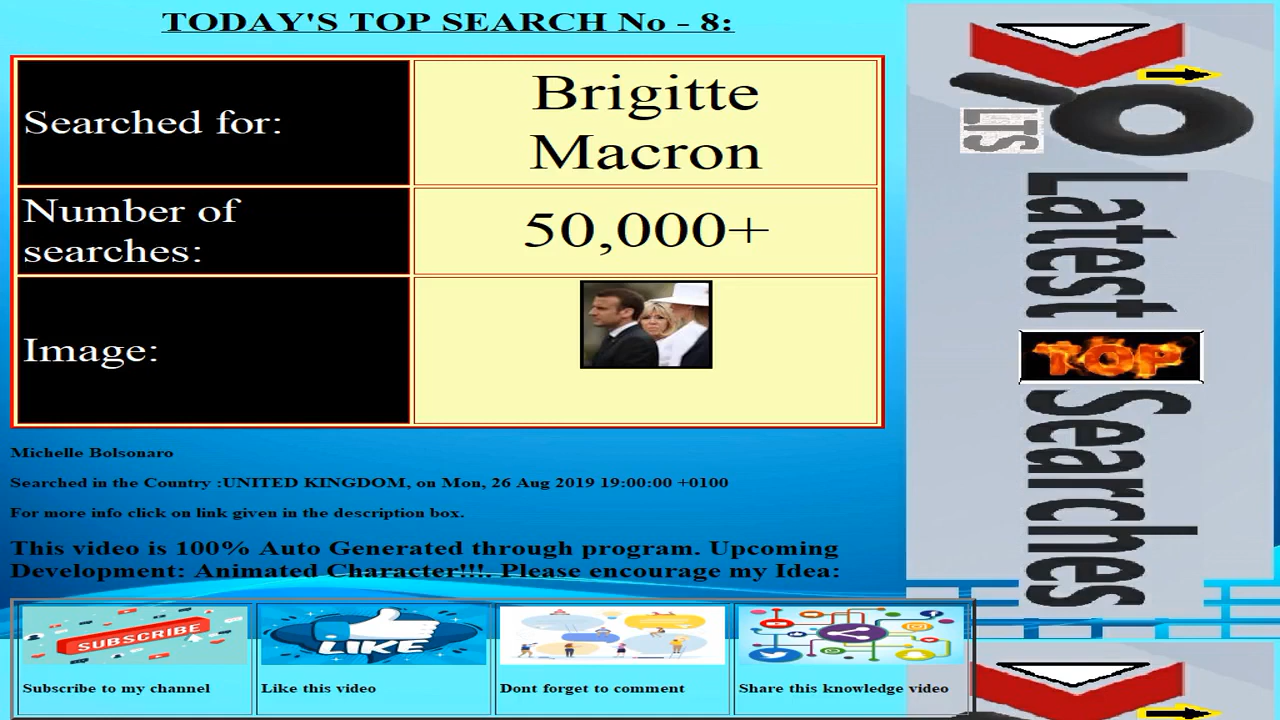 TODAY'S TOP SEARCH No - 8:
Searched for:
Brigitte
Macron
Number of
searches:
50,000+
Image:
Michelle Bolsonaro
Searched in the Country :UNITED KINGDOM, on Mon, 26 Aug 2019 19:00:00 +0100
For more info click on link given in the description box.
This video is 100% Auto Generated through program. Upcoming
Development: Animated Character!!!. Please encourage my Idea:
SUBSCRIBE
LIKE
Subscribe to my channel
Like this video
Dont forget to comment
Share this knowledge video
LTS
Latest
TOP
Searches